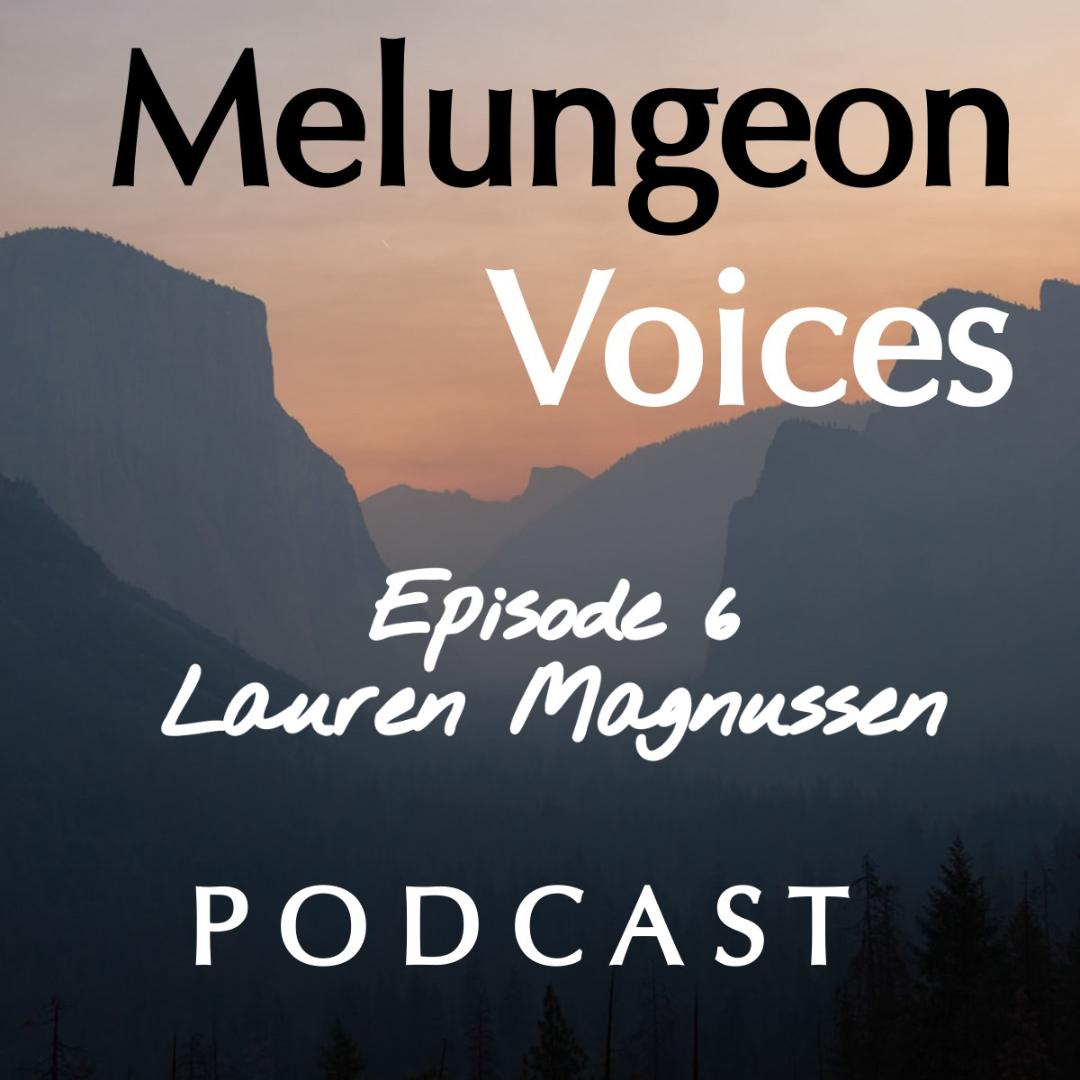 Melungeon
Voices
Episode 6
Lauren Magnussen
PODCAST